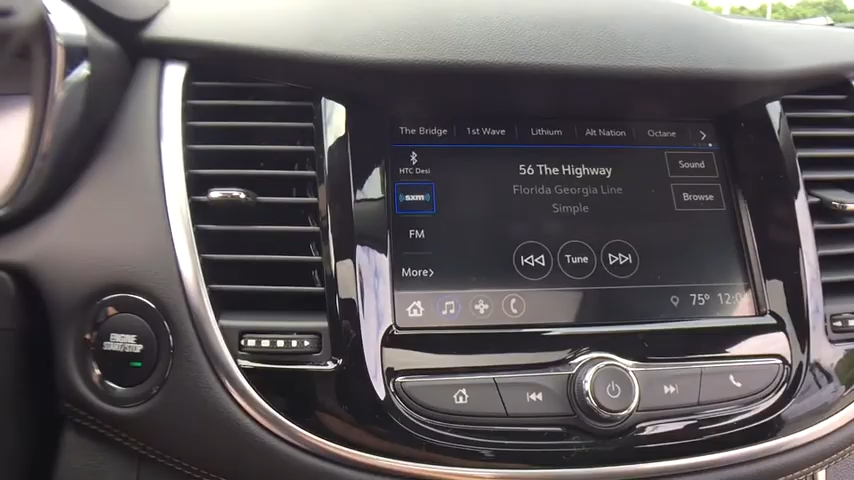 The Bridge 1st Wave Lithium Alt Nation Octane
HTC Desi
56 The Highway
Sound
sxm
Florida Georgia Line
Browse
Simple
FM
Tune
More
75°
ENGINE
START/STOP